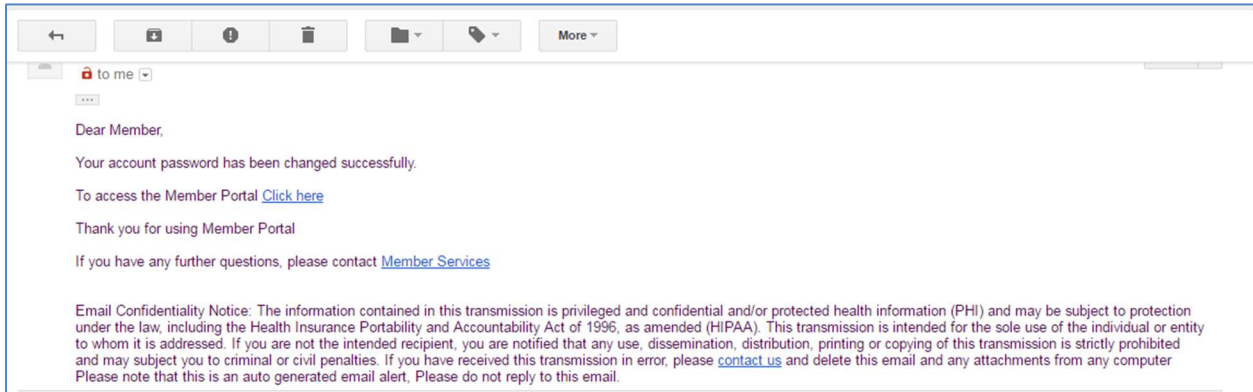 More
to me
Dear Member,
Your account password has been changed successfully.
To access the Member Portal Click here
Thank you for using Member Portal
If you have any further questions, please contact Member Services
Email Confidentiality Notice: The information contained in this transmission is privileged and confidential and/or protected health information (PHI) and may be subject to protection
under the law, including the Health Insurance Portability and Accountability Act of 1996, as amended (HIPAA). This transmission is intended for the sole use of the individual or entity
to whom it is addressed. If you are not the intended recipient, you are notified that any use, dissemination, distribution, printing or copying of this transmission is strictly prohibited
and may subject you to criminal or civil penalties. If you have received this transmission in error, please contact us and delete this email and any attachments from any computer
Please note that this is an auto generated email alert, Please do not reply to this email.